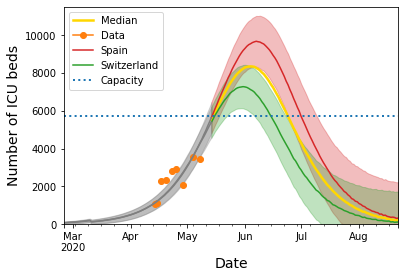 Median
Data
Spain
Switzerland
Capacity
Number of ICU beds
10000
8000
6000
4000
2000
0
Mar
2020
Apr
May
Jun
Jul
Aug
Date